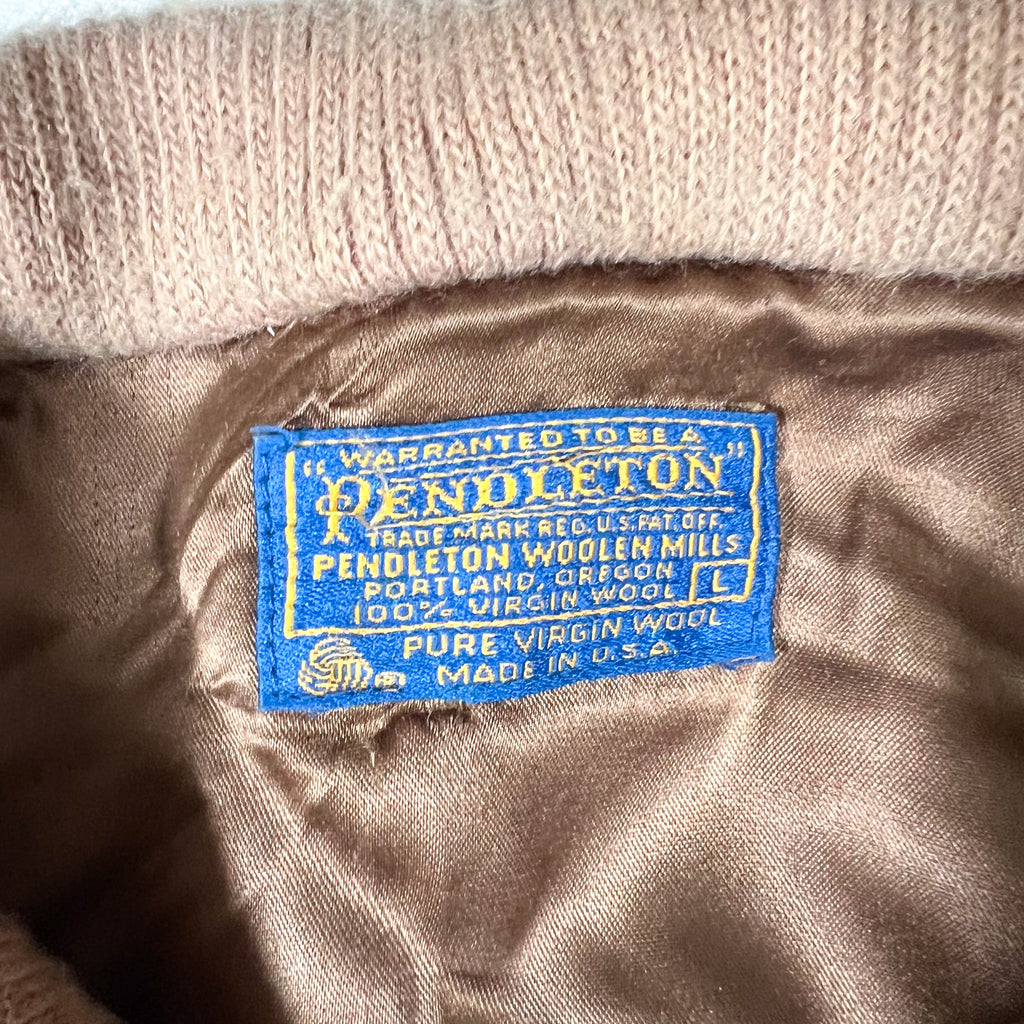 WARRANTED TO BE A
"PENDLETON"
TRADE MARK REG. U.S. PAT. OFF.
PENDLETON WOOLEN MILLS
PORTLAND, OREGON
100% VIRGIN WOOL L
PURE VIRGIN WOOL
® MADE IN U.S.A.